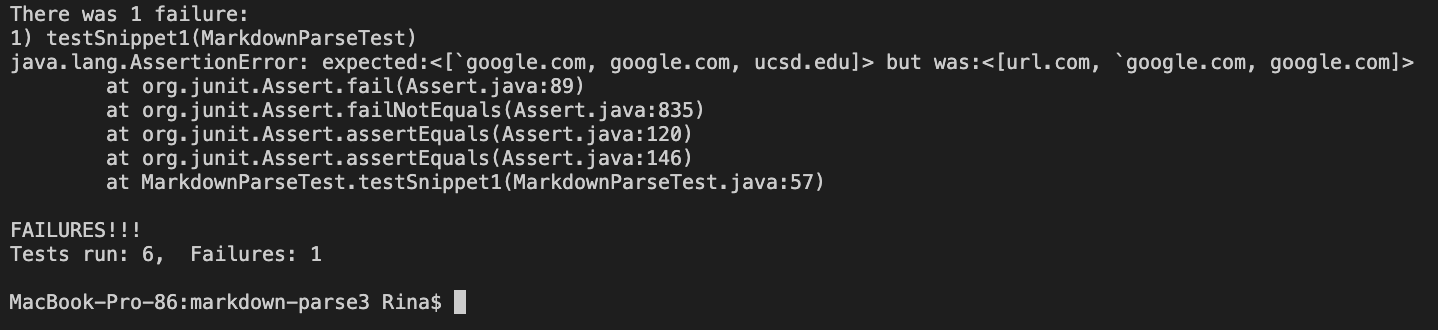 There was 1 failure:
1) testSnippet1(MarkdownParseTest)
java.lang.AssertionError: expected:<[`google.com, google.com, ucsd.edu]> but was:<[url.com, `google.com, google.com]>
        at org.junit.Assert.fail(Assert.java:89)
        at org.junit.Assert.failNotEquals(Assert.java:835)
        at org.junit.Assert.assertEquals(Assert.java:120)
        at org.junit.Assert.assertEquals(Assert.java:146)
        at MarkdownParseTest.testSnippet1(MarkdownParseTest.java:57)
FAILURES!!!
Tests run: 6,  Failures: 1
MacBook-Pro-86:markdown-parse3 Rina$